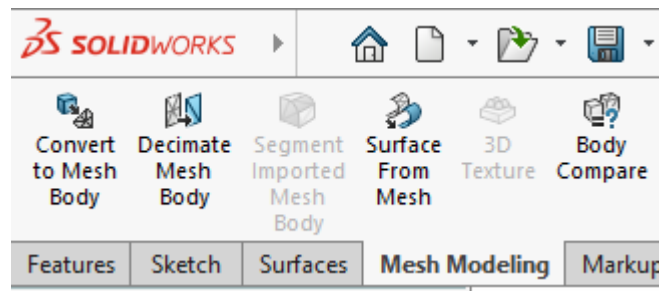 SOLIDWORKS
Convert to Mesh Body
Decimate Mesh Body
Segment Imported Mesh Body
Surface From Mesh
3D Texture
Body Compare
Features Sketch Surfaces Mesh Modeling Markup